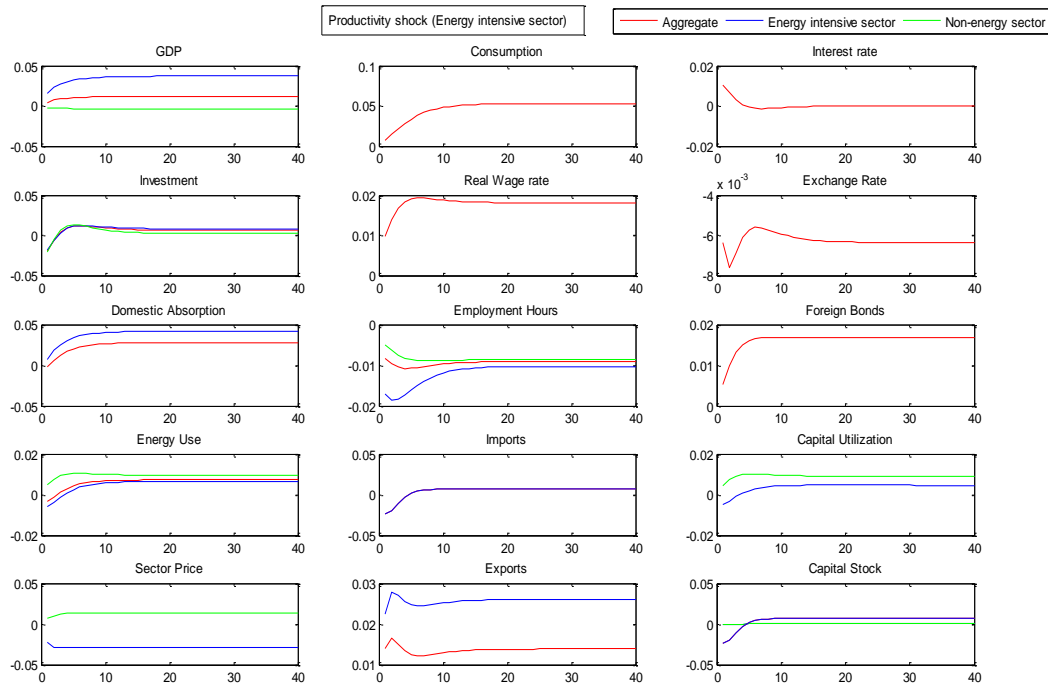 Productivity shock (Energy intensive sector)
Aggregate Energy intensive sector Non-energy sector
GDP Consumption Interest rate
0.05 0.1 0.02
0 0.05 0
-0.05 0 -0.02
0 10 20 30 40 0 10 20 30 40 0 10 20 30 40
Investment Real Wage rate x 10⁻³ Exchange Rate
0.05 0.02 -4
0 0.01 -6
-0.05 0 -8
0 10 20 30 40 0 10 20 30 40 0 10 20 30 40
Domestic Absorption Employment Hours Foreign Bonds
0.05 0 0.02
0 -0.01 0.01
-0.05 -0.02 0
0 10 20 30 40 0 10 20 30 40 0 10 20 30 40
Energy Use Imports Capital Utilization
0.02 0.05 0.02
0 0 0
-0.02 -0.05 -0.02
0 10 20 30 40 0 10 20 30 40 0 10 20 30 40
Sector Price Exports Capital Stock
0.05 0.03 0.05
0 0.02 0
-0.05 0.01 -0.05
0 10 20 30 40 0 10 20 30 40 0 10 20 30 40